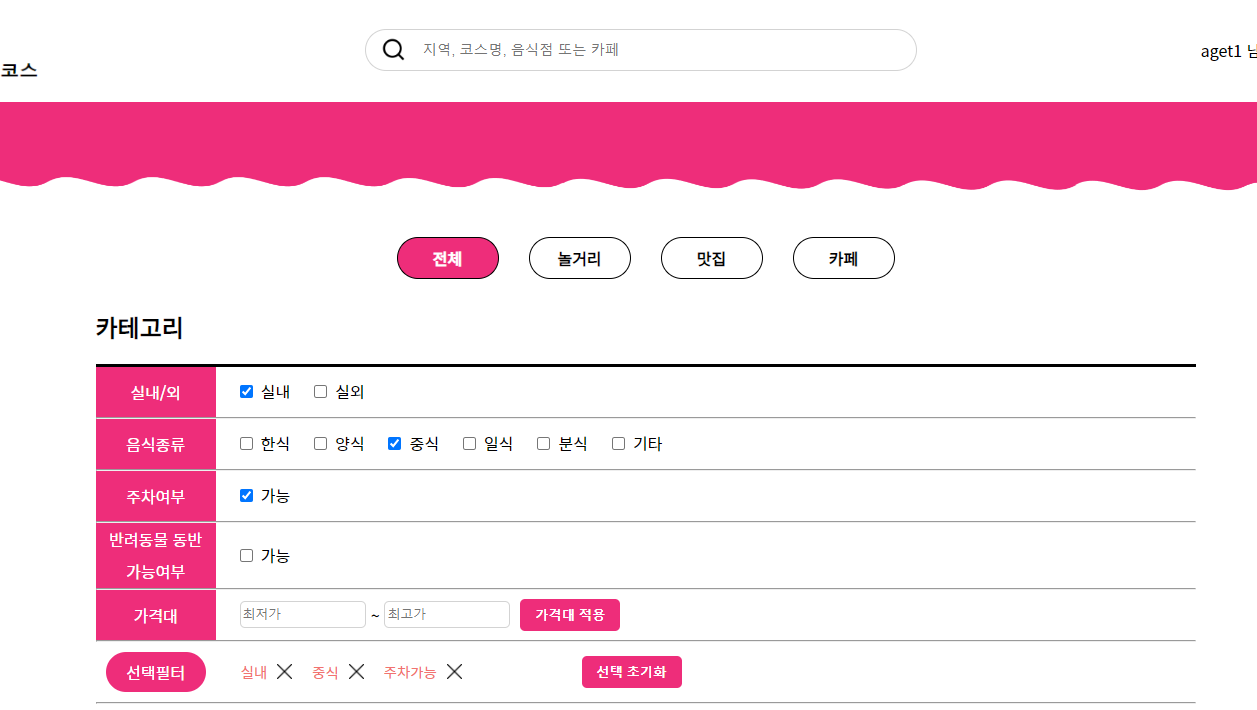 지역, 코스명, 음식점 또는 카페
aget1 님
코스
전체 놀거리 맛집 카페
카테고리
실내/외 실내 실외
음식종류 한식 양식 중식 일식 분식 기타
주차여부 가능
반려동물 동반
가능여부 가능
가격대 최저가 ~ 최고가 가격대 적용
선택필터 실내 중식 주차가능 선택 초기화